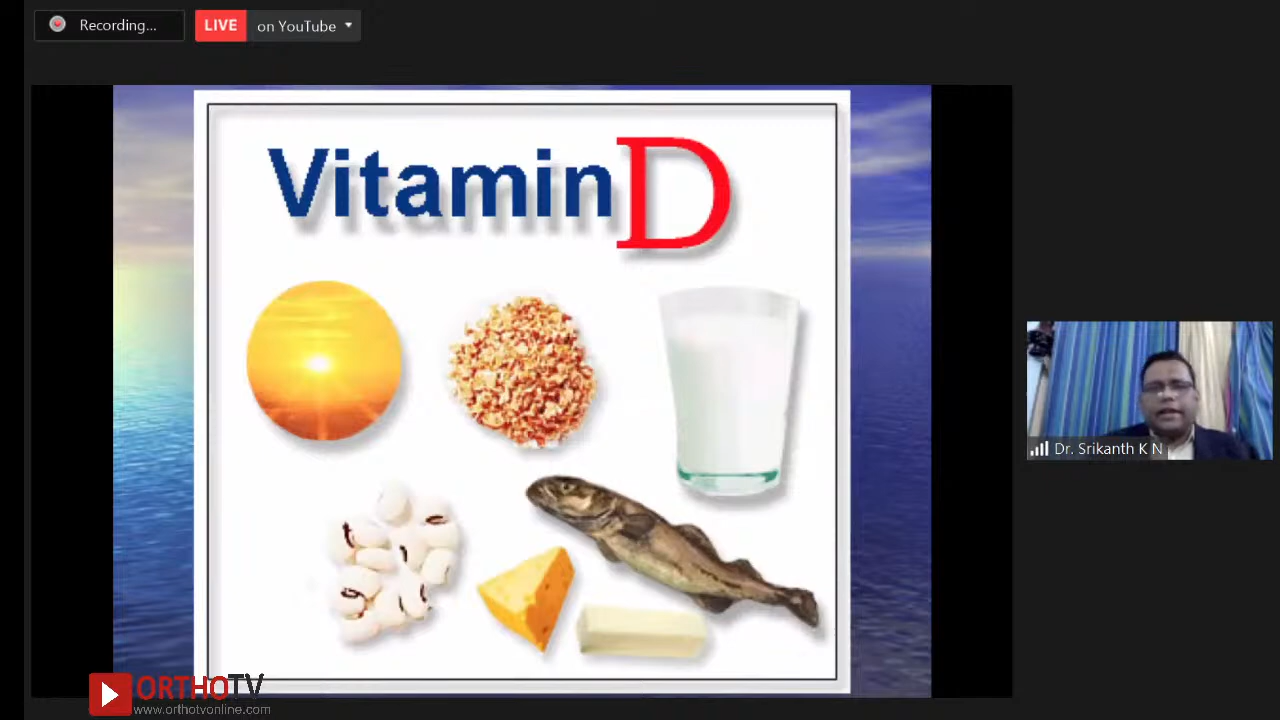 Recording...
LIVE on YouTube
Vitamin D
Dr. Srikanth K N
ORTHOTV
www.orthotvonline.com